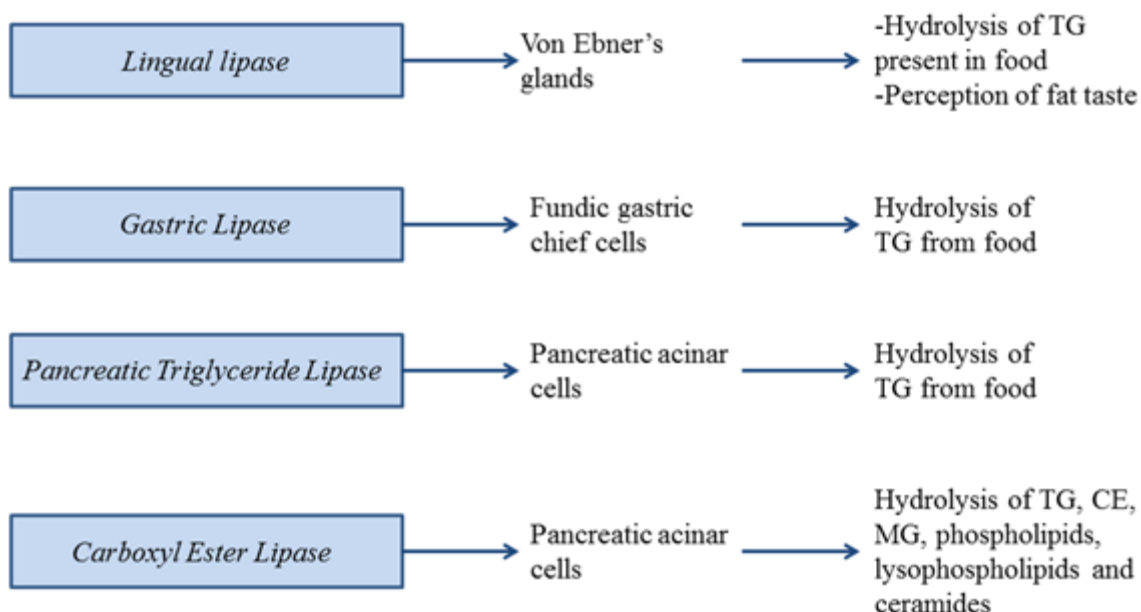 Lingual lipase
Von Ebner's
glands
-Hydrolysis of TG
present in food
-Perception of fat taste
Gastric Lipase
Fundic gastric
chief cells
Hydrolysis of
TG from food
Pancreatic Triglyceride Lipase
Pancreatic acinar
cells
Hydrolysis of
TG from food
Carboxyl Ester Lipase
Pancreatic acinar
cells
Hydrolysis of TG, CE,
MG, phospholipids,
lysophospholipids and
ceramides